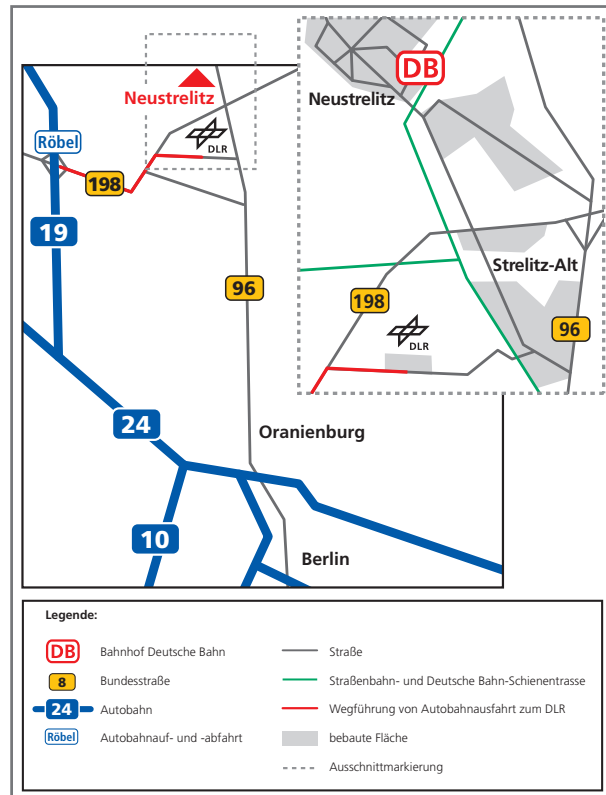 DB
Neustrelitz
Neustrelitz
DLR
Röbel
198
19
Strelitz-Alt
96
198
96
DLR
24
Oranienburg
10
Berlin
Legende:
DB Bahnhof Deutsche Bahn
8 Bundesstraße
24 Autobahn
Röbel Autobahnauf- und -abfahrt
Straße
Straßenbahn- und Deutsche Bahn-Schienentrasse
Wegführung von Autobahnausfahrt zum DLR
bebaute Fläche
Ausschnittmarkierung